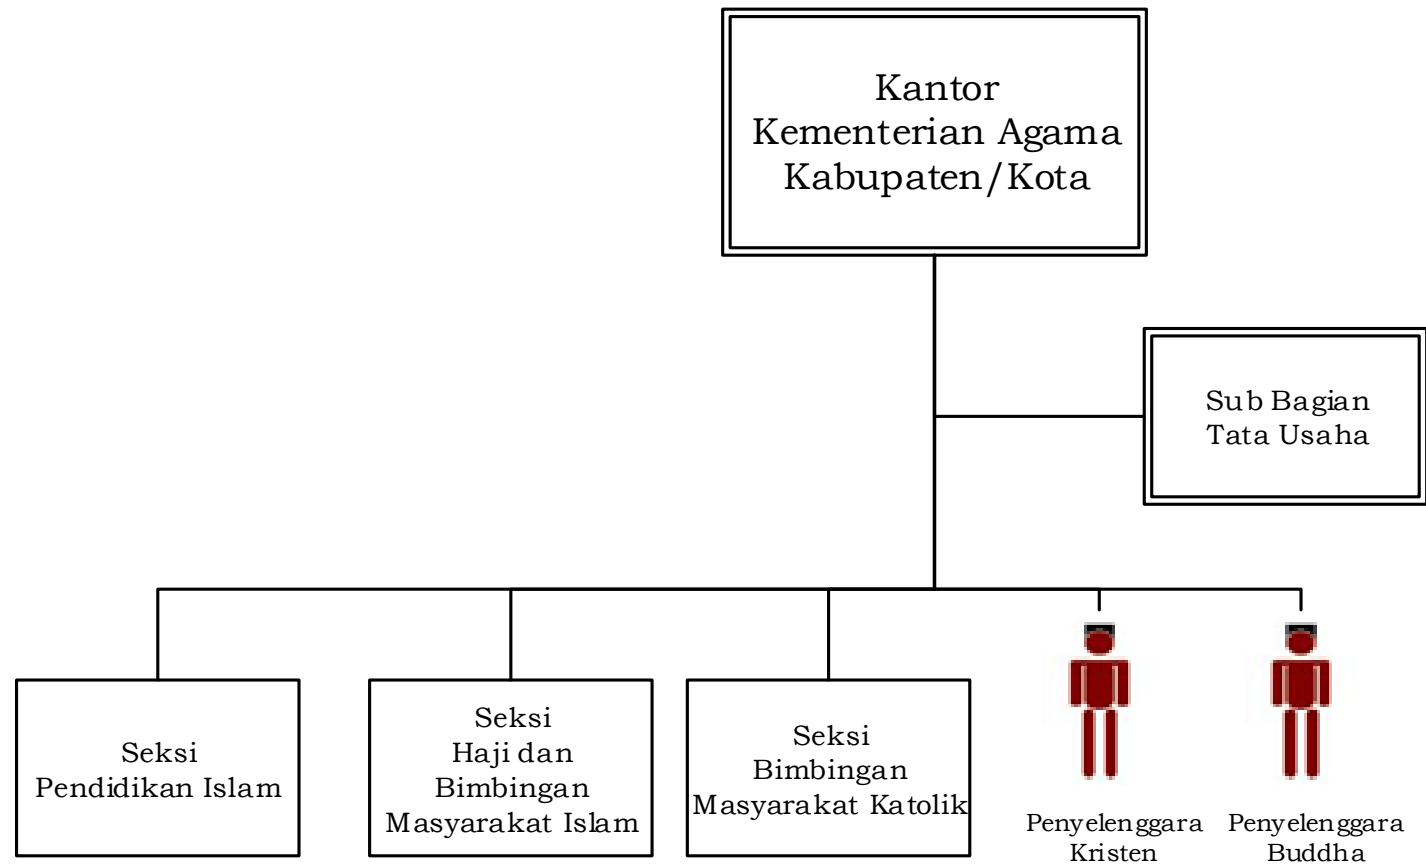 Kantor
Kementerian Agama
Kabupaten/Kota
Sub Bagian
Tata Usaha
Seksi
Pendidikan Islam
Seksi
Haji dan
Bimbingan
Masyarakat Islam
Seksi
Bimbingan
Masyarakat Katolik
Penyelenggara
Kristen
Penyelenggara
Buddha